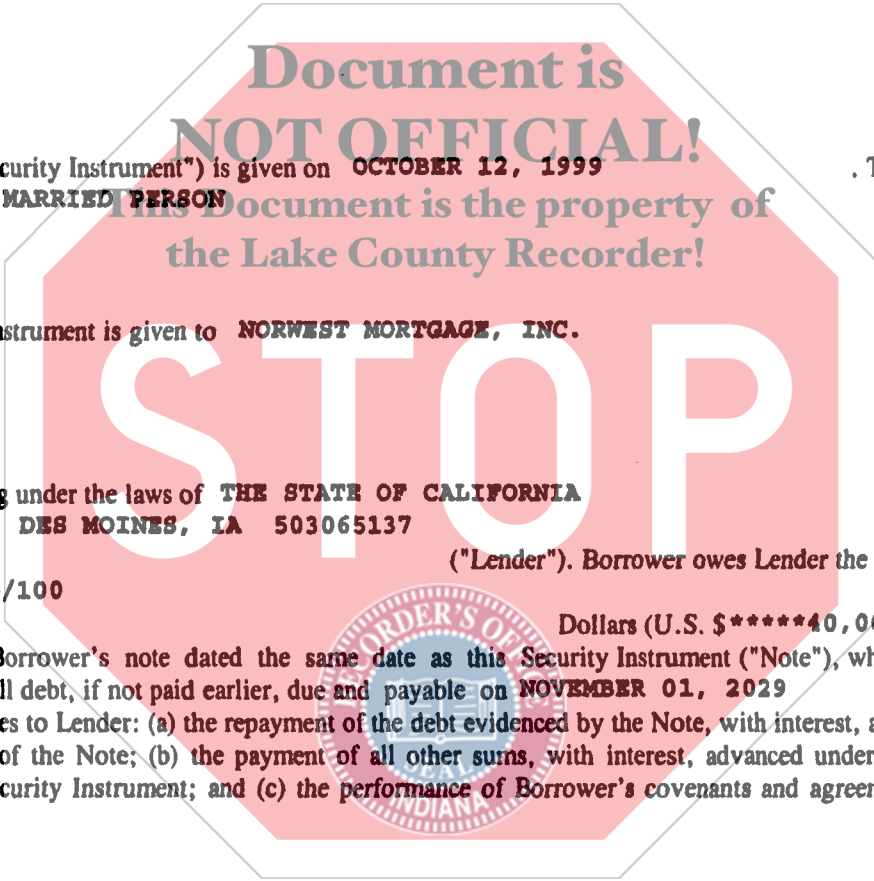 Document is
NOT OFFICIAL!
curity Instrument") is given on OCTOBER 12, 1999 . T
MARRIED PERSON
This Document is the property of
the Lake County Recorder!
nstrument is given to NORWEST MORTGAGE, INC.
STOP
g under the laws of THE STATE OF CALIFORNIA
DES MOINES, IA 503065137
("Lender"). Borrower owes Lender the
/100
Dollars (U.S. $*****40,00
Borrower's note dated the same date as this Security Instrument ("Note"), wh
ll debt, if not paid earlier, due and payable on NOVEMBER 01, 2029
es to Lender: (a) the repayment of the debt evidenced by the Note, with interest, a
of the Note; (b) the payment of all other sums, with interest, advanced under
curity Instrument; and (c) the performance of Borrower's covenants and agreem
RECORDER'S OFFICE
SEAL
INDIANA